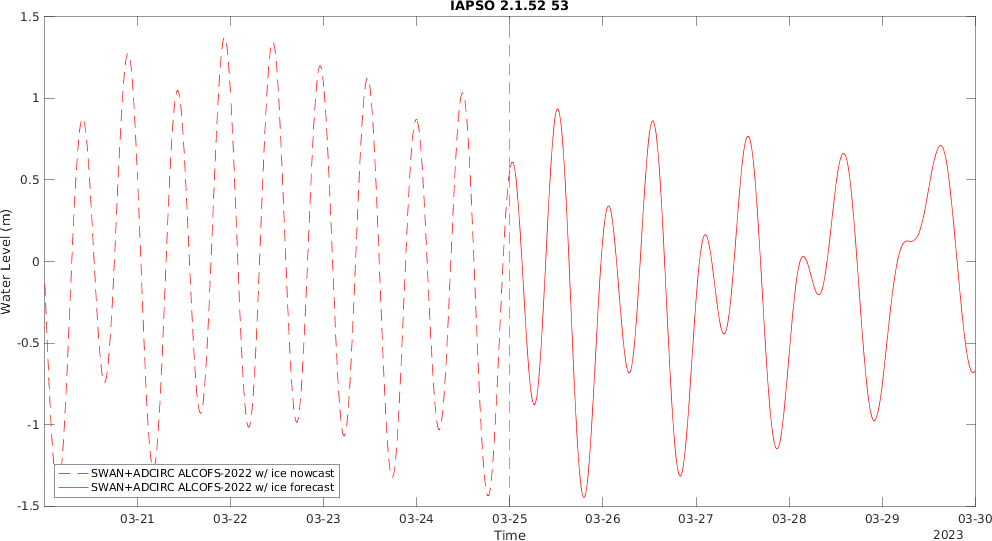 IAPSO 2.1.52 53
1.5
1
0.5
0
-0.5
-1
-1.5
Water Level (m)
SWAN+ADCIRC ALCOFS-2022 w/ ice nowcast
SWAN+ADCIRC ALCOFS-2022 w/ ice forecast
03-21 03-22 03-23 03-24 03-25 03-26 03-27 03-28 03-29 03-30
Time
2023